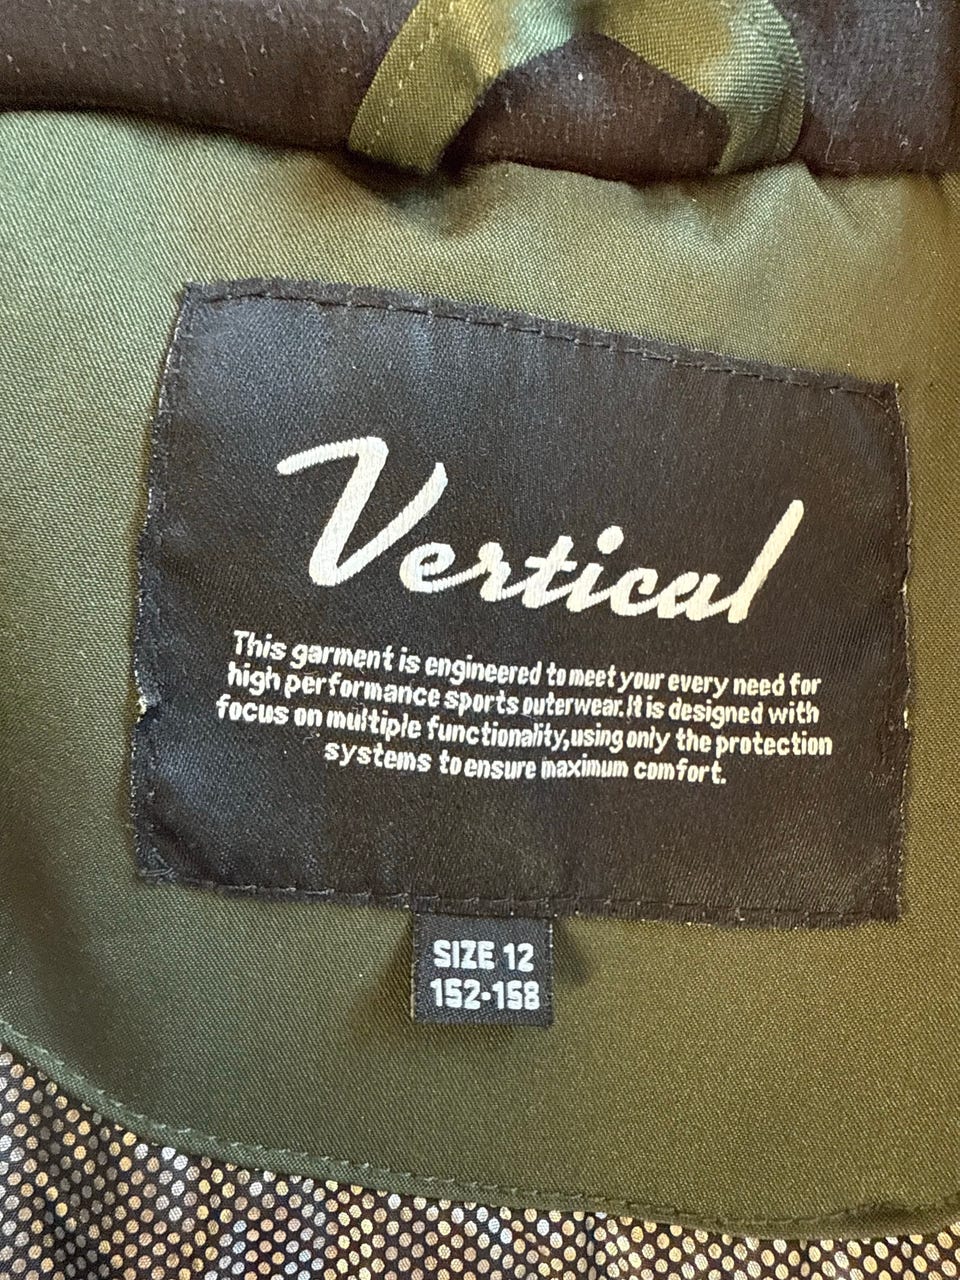 Vertical
This garment is engineered to meet your every need for
high performance sports outerwear. It is designed with
focus on multiple functionality, using only the protection
systems to ensure maximum comfort.
SIZE 12
152-158